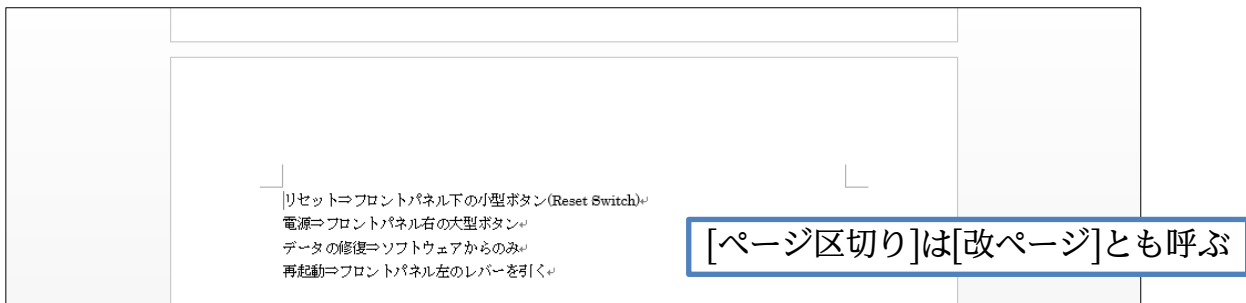 リセット⇒フロントパネル下の小型ボタン(Reset Switch)↵
電源⇒フロントパネル右の大型ボタン↵
データの修復⇒ソフトウェアからのみ↵
再起動⇒フロントパネル左のレバーを引く↵
[ページ区切り]は[改ページ]とも呼ぶ